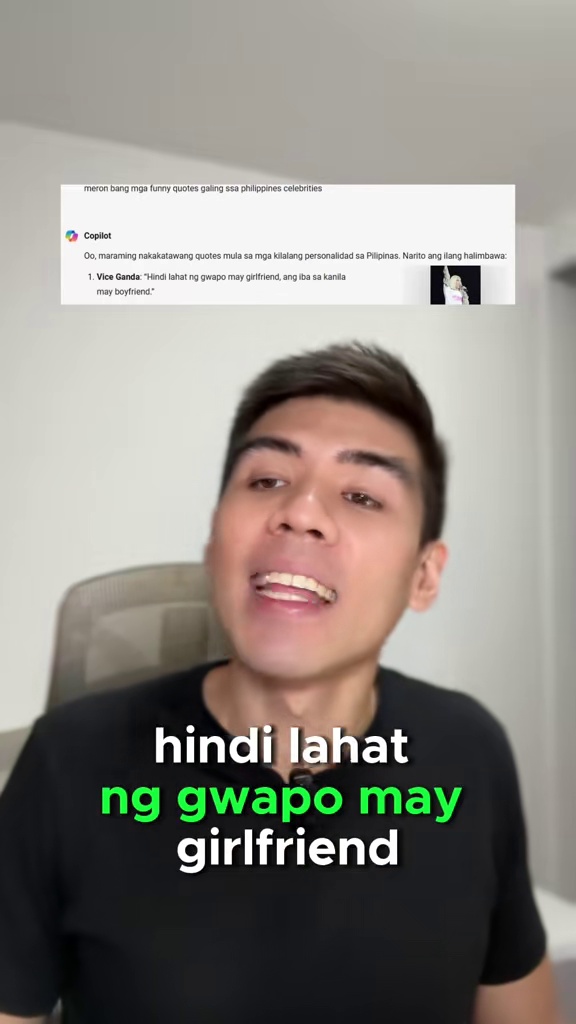 meron bang mga funny quotes galing ssa philippines celebrities
Copilot
Oo, maraming nakakatawang quotes mula sa mga kilalang personalidad sa Pilipinas. Narito ang ilang halimbawa:
1. Vice Ganda: "Hindi lahat ng gwapo may girlfriend, ang iba sa kanila
may boyfriend."
hindi lahat
ng gwapo may
girlfriend